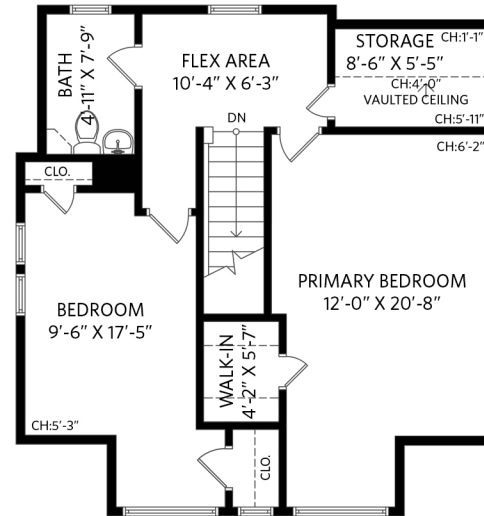 BATH
4'-11" X 7'-9"
FLEX AREA
10'-4" X 6'-3"
STORAGE
8'-6" X 5'-5"
CH:1'-1"
CH:4'-0"
VAULTED CEILING
CH:5'-11"
DN
CH:6'-2"
CLO.
BEDROOM
9'-6" X 17'-5"
PRIMARY BEDROOM
12'-0" X 20'-8"
WALK-IN
4'-2" X 5'-7"
CH:5'-3"
CLO.